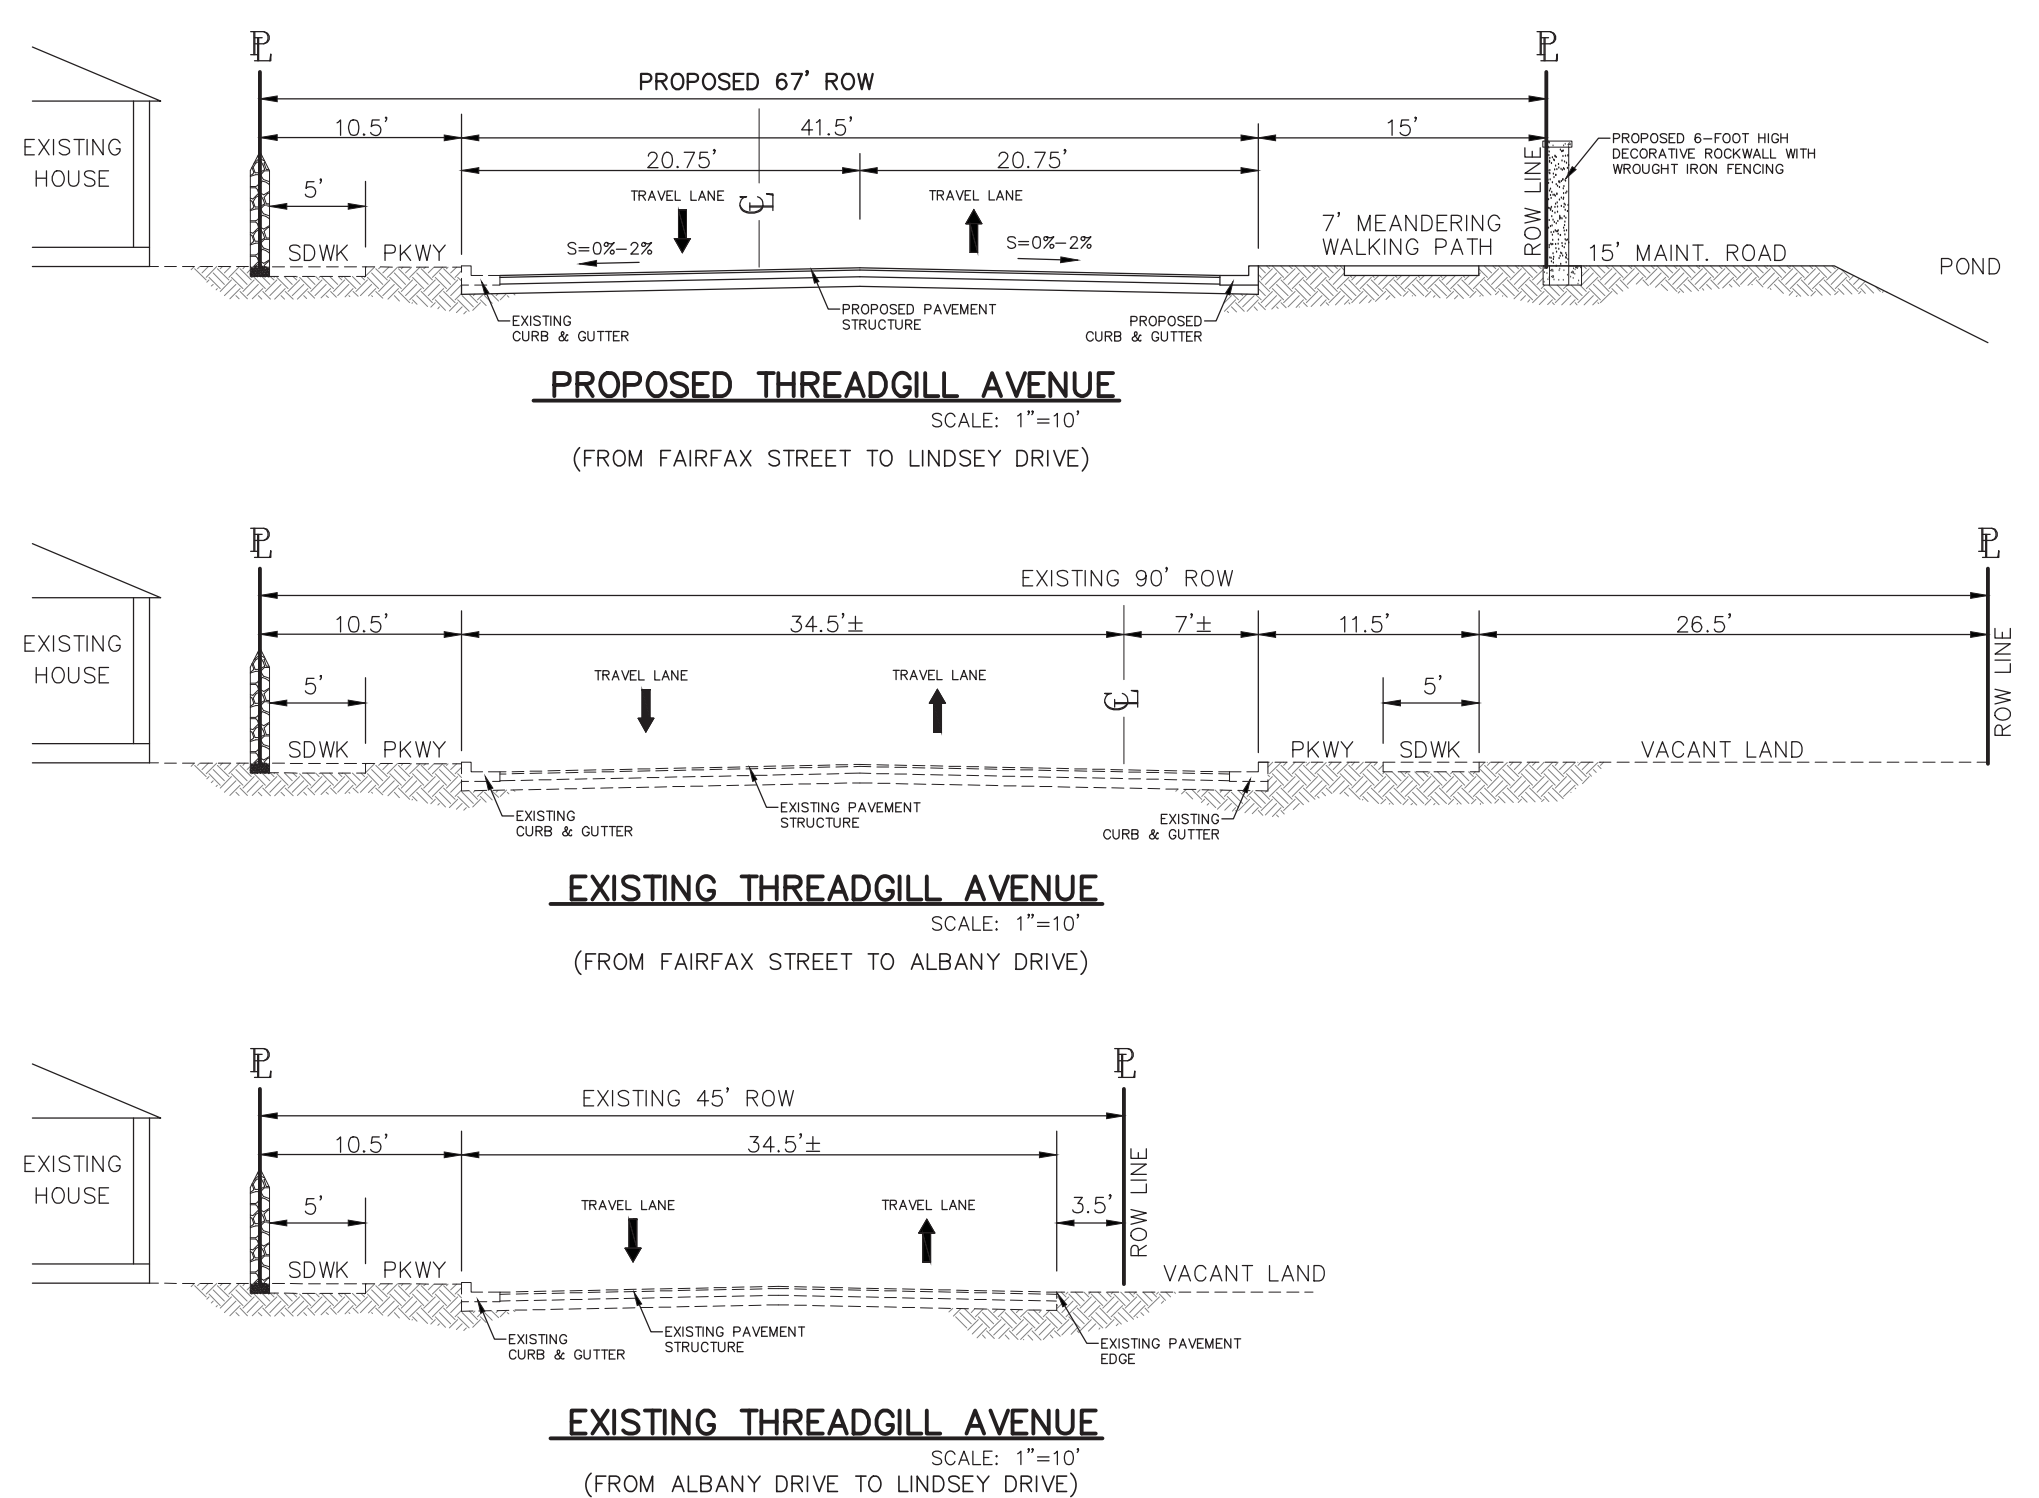 PL
PL
PROPOSED 67' ROW
10.5'
41.5'
15'
20.75'
20.75'
PROPOSED 6-FOOT HIGH
DECORATIVE ROCKWALL WITH
WROUGHT IRON FENCING
EXISTING
HOUSE
5'
TRAVEL LANE
CL
TRAVEL LANE
ROW LINE
7' MEANDERING
WALKING PATH
S=0%-2%
S=0%-2%
SDWK
PKWY
15' MAINT. ROAD
POND
EXISTING
CURB & GUTTER
PROPOSED PAVEMENT
STRUCTURE
PROPOSED
CURB & GUTTER
PROPOSED THREADGILL AVENUE
SCALE: 1"=10'
(FROM FAIRFAX STREET TO LINDSEY DRIVE)
PL
PL
EXISTING 90' ROW
10.5'
34.5'±
7'±
11.5'
26.5'
EXISTING
HOUSE
5'
TRAVEL LANE
TRAVEL LANE
CL
5'
ROW LINE
SDWK
PKWY
PKWY
SDWK
VACANT LAND
EXISTING
CURB & GUTTER
EXISTING PAVEMENT
STRUCTURE
EXISTING
CURB & GUTTER
EXISTING THREADGILL AVENUE
SCALE: 1"=10'
(FROM FAIRFAX STREET TO ALBANY DRIVE)
PL
PL
EXISTING 45' ROW
10.5'
34.5'±
EXISTING
HOUSE
5'
TRAVEL LANE
TRAVEL LANE
3.5'
ROW LINE
SDWK
PKWY
VACANT LAND
EXISTING
CURB & GUTTER
EXISTING PAVEMENT
STRUCTURE
EXISTING PAVEMENT
EDGE
EXISTING THREADGILL AVENUE
SCALE: 1"=10'
(FROM ALBANY DRIVE TO LINDSEY DRIVE)